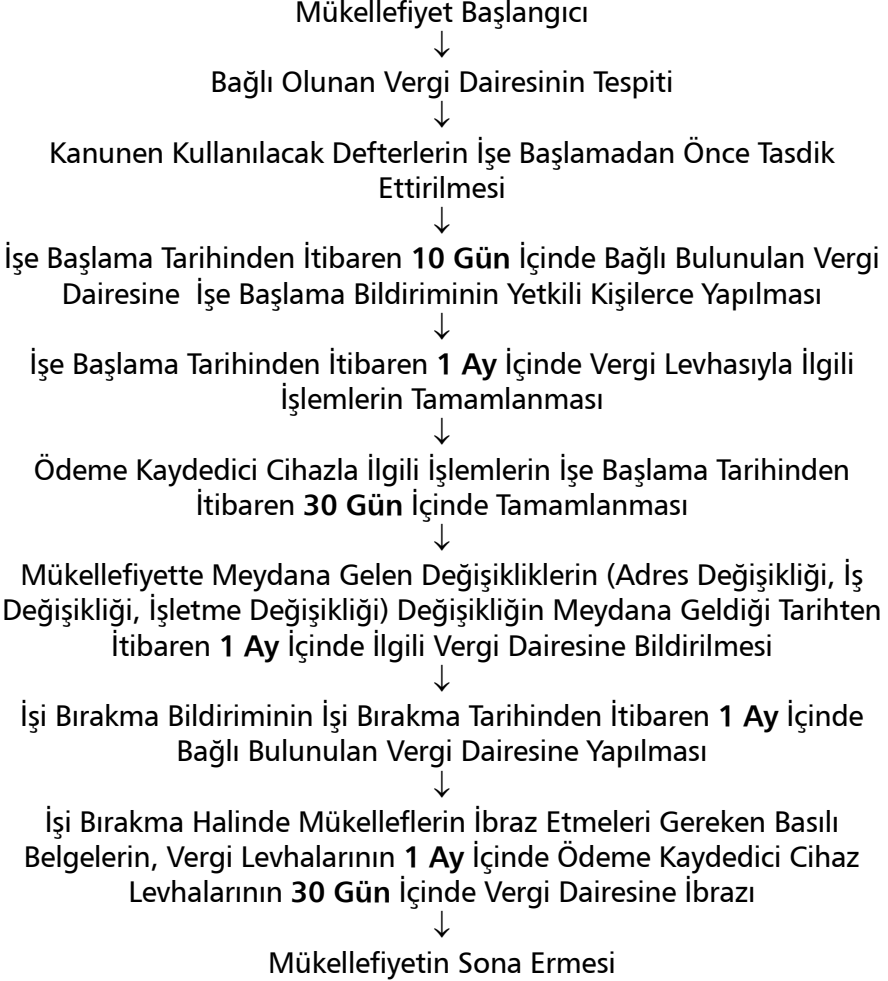 Mükellefiyet Başlangıcı
↓
Bağlı Olunan Vergi Dairesinin Tespiti
↓
Kanunen Kullanılacak Defterlerin İşe Başlamadan Önce Tasdik
Ettirilmesi
↓
İşe Başlama Tarihinden İtibaren 10 Gün İçinde Bağlı Bulunulan Vergi
Dairesine İşe Başlama Bildiriminin Yetkili Kişilerce Yapılması
↓
İşe Başlama Tarihinden İtibaren 1 Ay İçinde Vergi Levhasıyla İlgili
İşlemlerin Tamamlanması
↓
Ödeme Kaydedici Cihazla İlgili İşlemlerin İşe Başlama Tarihinden
İtibaren 30 Gün İçinde Tamamlanması
↓
Mükellefiyette Meydana Gelen Değişikliklerin (Adres Değişikliği, İş
Değişikliği, İşletme Değişikliği) Değişikliğin Meydana Geldiği Tarihten
İtibaren 1 Ay İçinde İlgili Vergi Dairesine Bildirilmesi
↓
İşi Bırakma Bildiriminin İşi Bırakma Tarihinden İtibaren 1 Ay İçinde
Bağlı Bulunulan Vergi Dairesine Yapılması
↓
İşi Bırakma Halinde Mükelleflerin İbraz Etmeleri Gereken Basılı
Belgelerin, Vergi Levhalarının 1 Ay İçinde Ödeme Kaydedici Cihaz
Levhalarının 30 Gün İçinde Vergi Dairesine İbrazı
↓
Mükellefiyetin Sona Ermesi